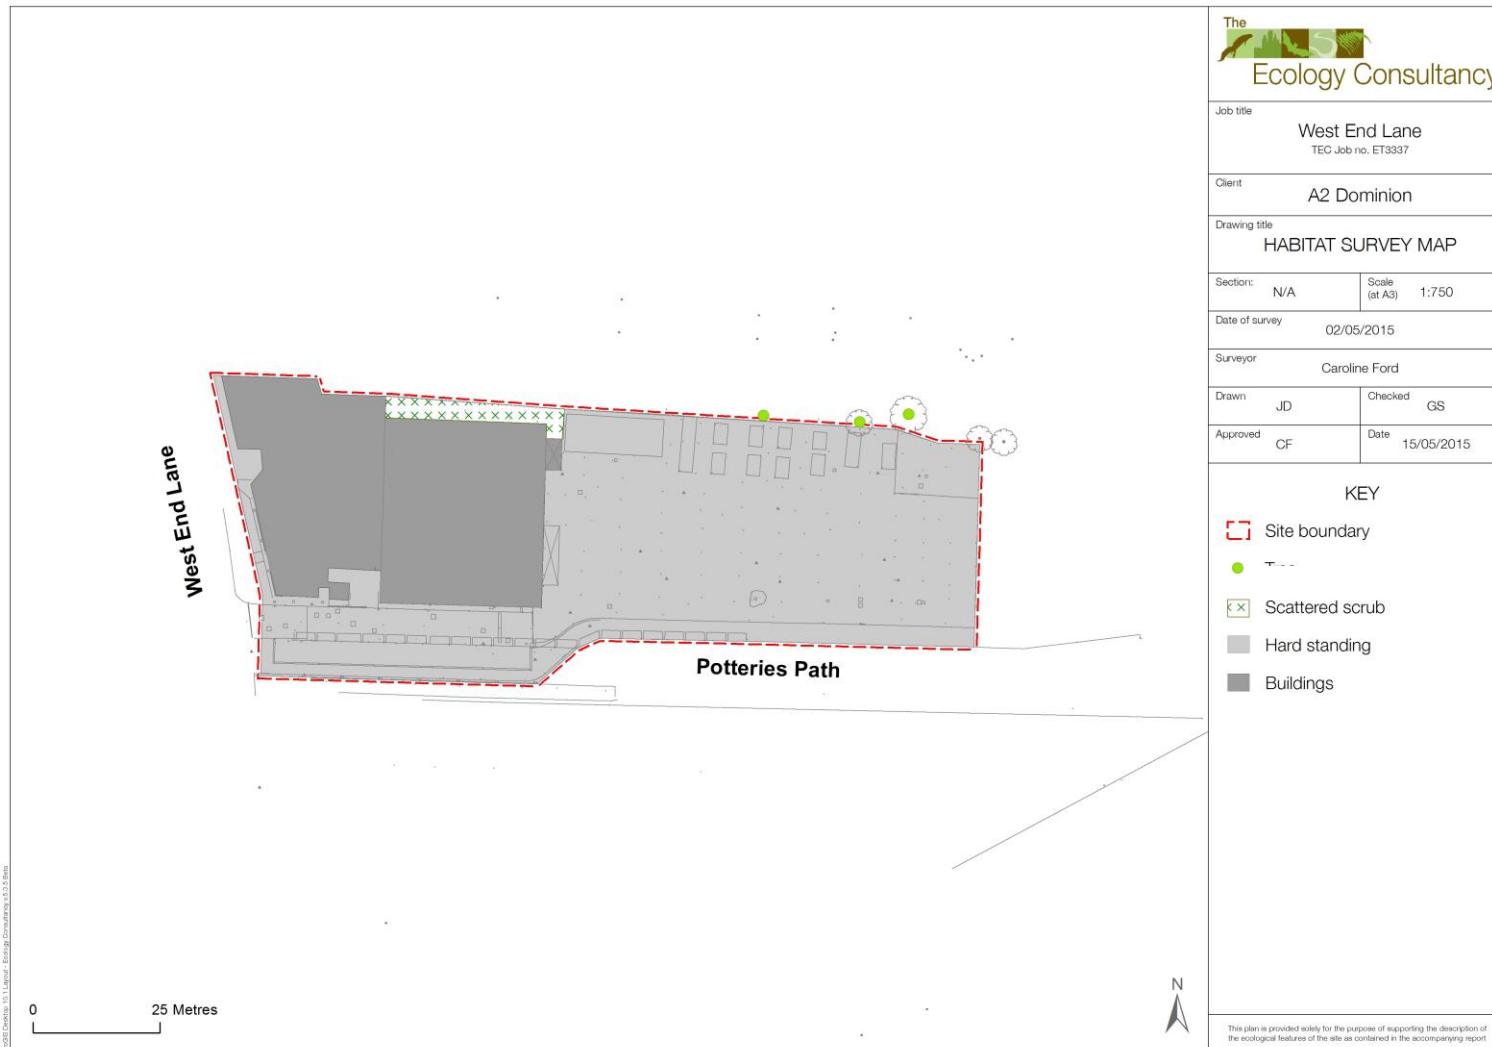 The
Ecology Consultancy
Job title
West End Lane
TEC Job no. ET3337
Client
A2 Dominion
Drawing title
HABITAT SURVEY MAP
Section:
N/A
Scale
(at A3)
1:750
Date of survey
02/05/2015
Surveyor
Caroline Ford
Drawn
JD
Checked
GS
Approved
CF
Date
15/05/2015
KEY
Site boundary
Scattered scrub
Hard standing
Buildings
West End Lane
Potteries Path
0
25 Metres
N
This plan is provided solely for the purpose of supporting the description of
the ecological features of the site as contained in the accompanying report